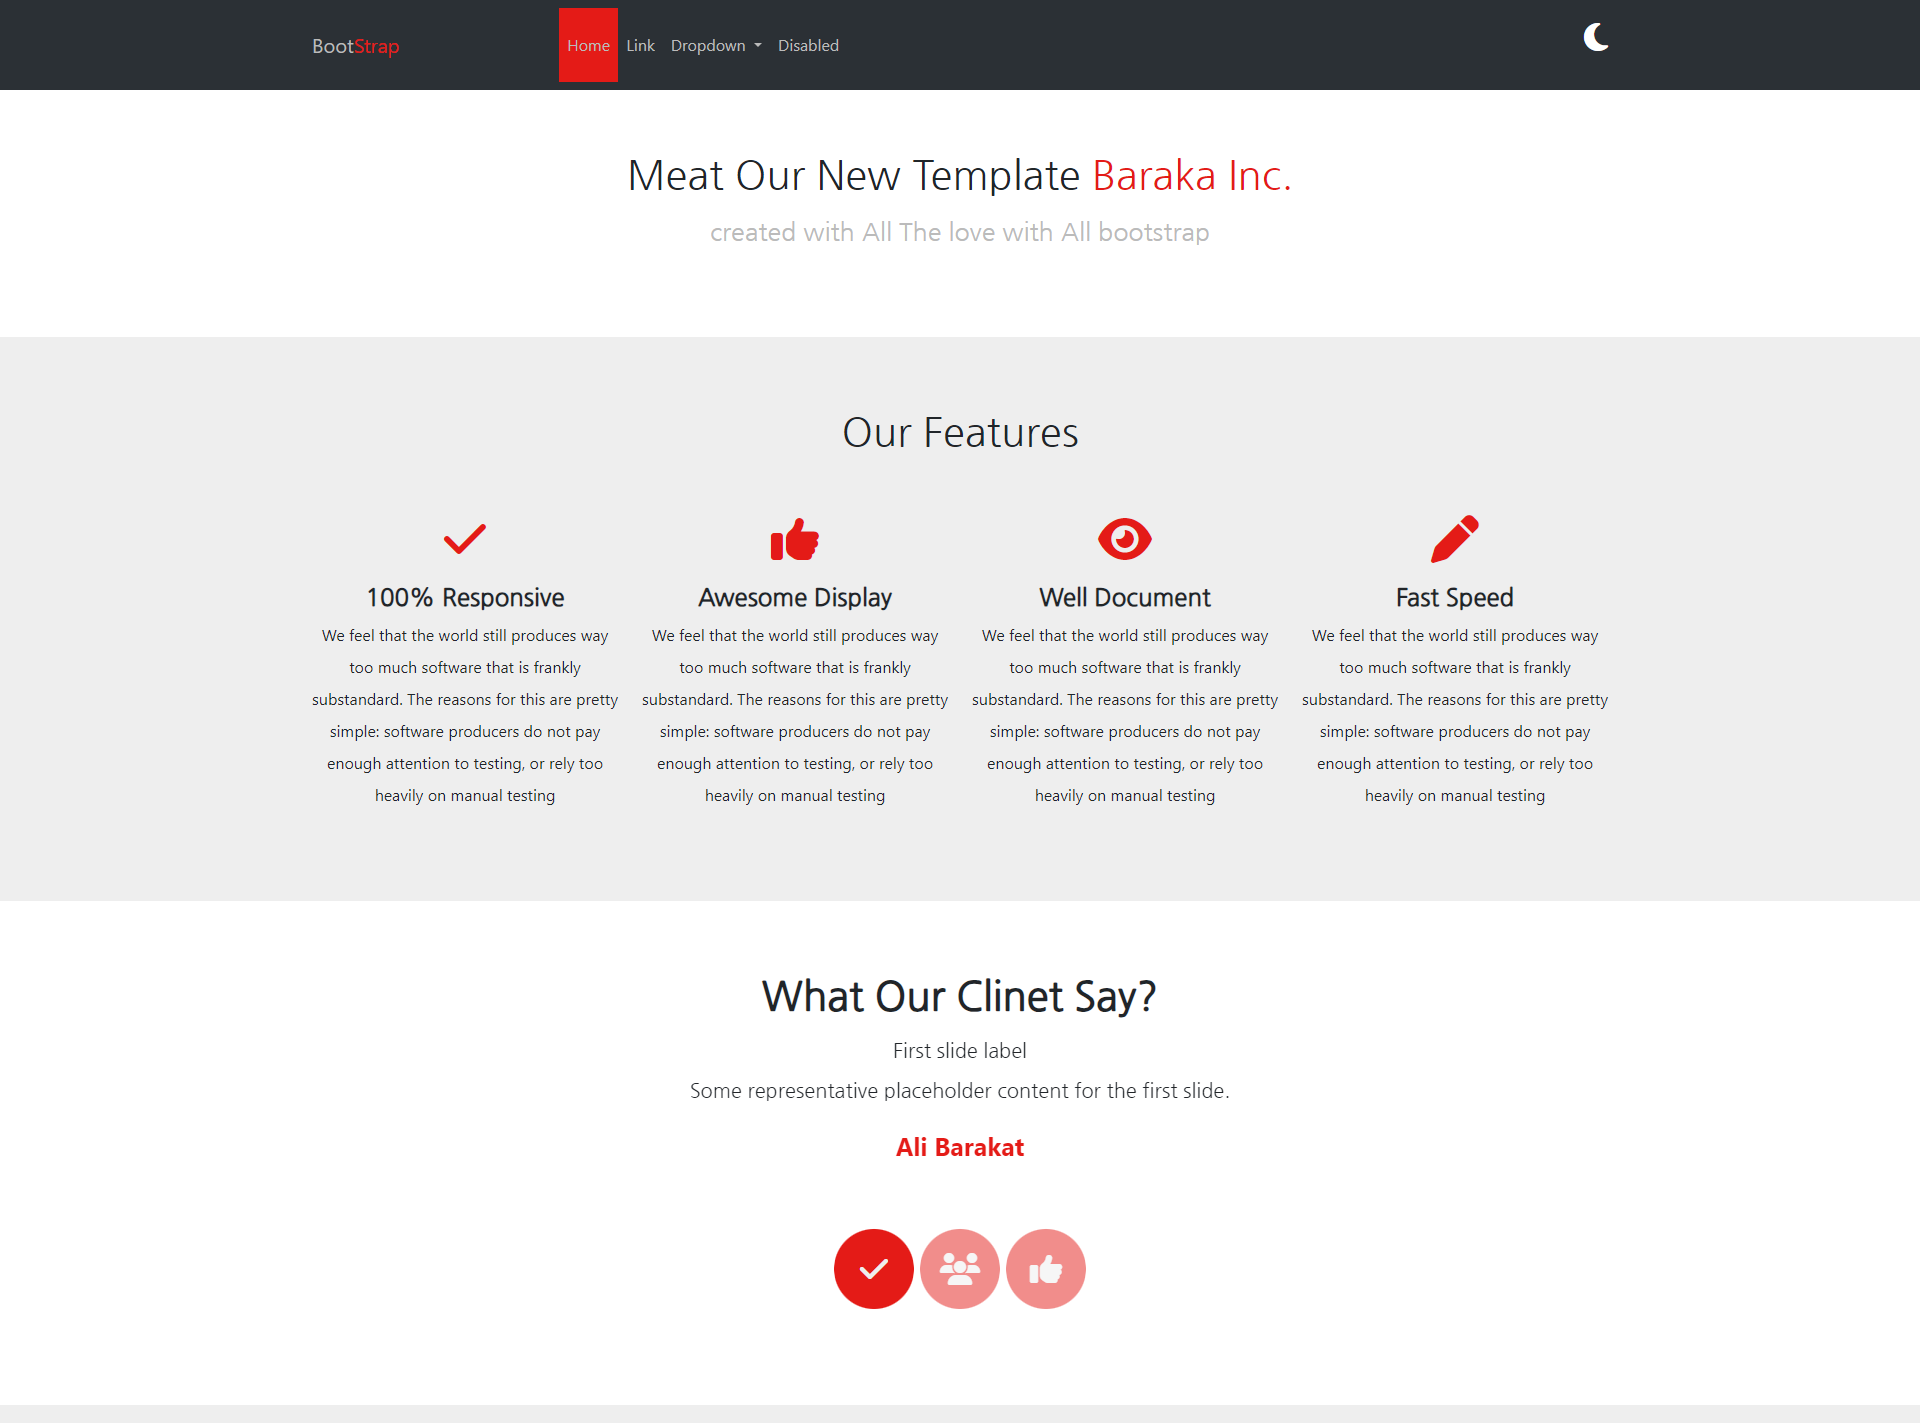 BootStrap
Home Link Dropdown Disabled
Meat Our New Template Baraka Inc.
created with All The love with All bootstrap
Our Features
100% Responsive
We feel that the world still produces way
too much software that is frankly
substandard. The reasons for this are pretty
simple: software producers do not pay
enough attention to testing, or rely too
heavily on manual testing
Awesome Display
We feel that the world still produces way
too much software that is frankly
substandard. The reasons for this are pretty
simple: software producers do not pay
enough attention to testing, or rely too
heavily on manual testing
Well Document
We feel that the world still produces way
too much software that is frankly
substandard. The reasons for this are pretty
simple: software producers do not pay
enough attention to testing, or rely too
heavily on manual testing
Fast Speed
We feel that the world still produces way
too much software that is frankly
substandard. The reasons for this are pretty
simple: software producers do not pay
enough attention to testing, or rely too
heavily on manual testing
What Our Clinet Say?
First slide label
Some representative placeholder content for the first slide.
Ali Barakat